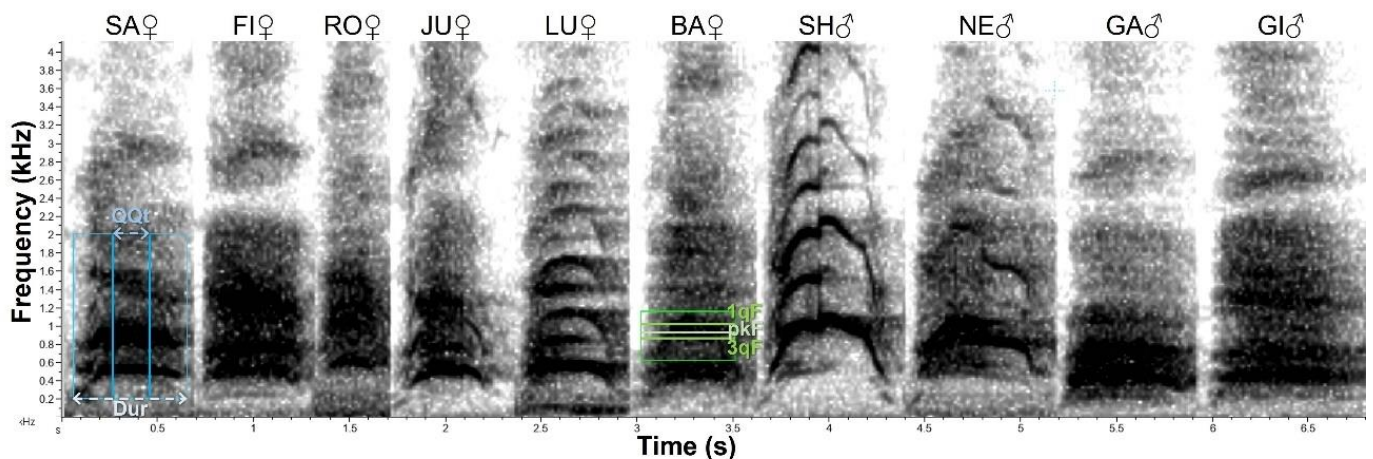 SA♀ FI♀ RO♀ JU♀ LU♀ BA♀ SH♂ NE♂ GA♂ GI♂
Frequency (kHz)
4
3.8
3.6
3.4
3.2
3
2.8
2.6
2.4
2.2
2
1.8
1.6
1.4
1.2
1
0.8
0.6
0.4
0.2
kHz
QQt
Dur
1qF
pkF
3qF
s 0.5 1 1.5 2 2.5 3 3.5 4 4.5 5 5.5 6 6.5
Time (s)